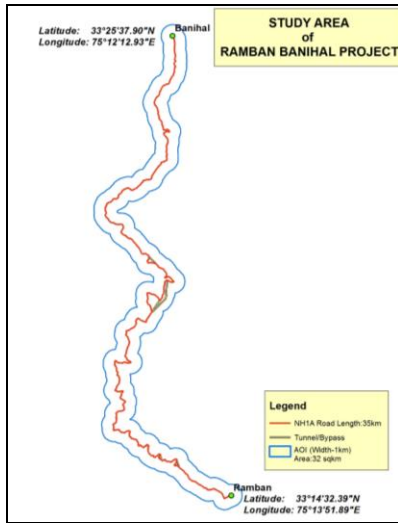 STUDY AREA
of
RAMBAN BANIHAL PROJECT
Banihal
Latitude: 33°25'37.90"N
Longitude: 75°12'12.93"E
Legend
NH1A Road Length:35km
Tunnel/Bypass
AOI (Width-1km)
Area:32 sqkm
Ramban
Latitude: 33°14'32.39"N
Longitude: 75°13'51.89"E